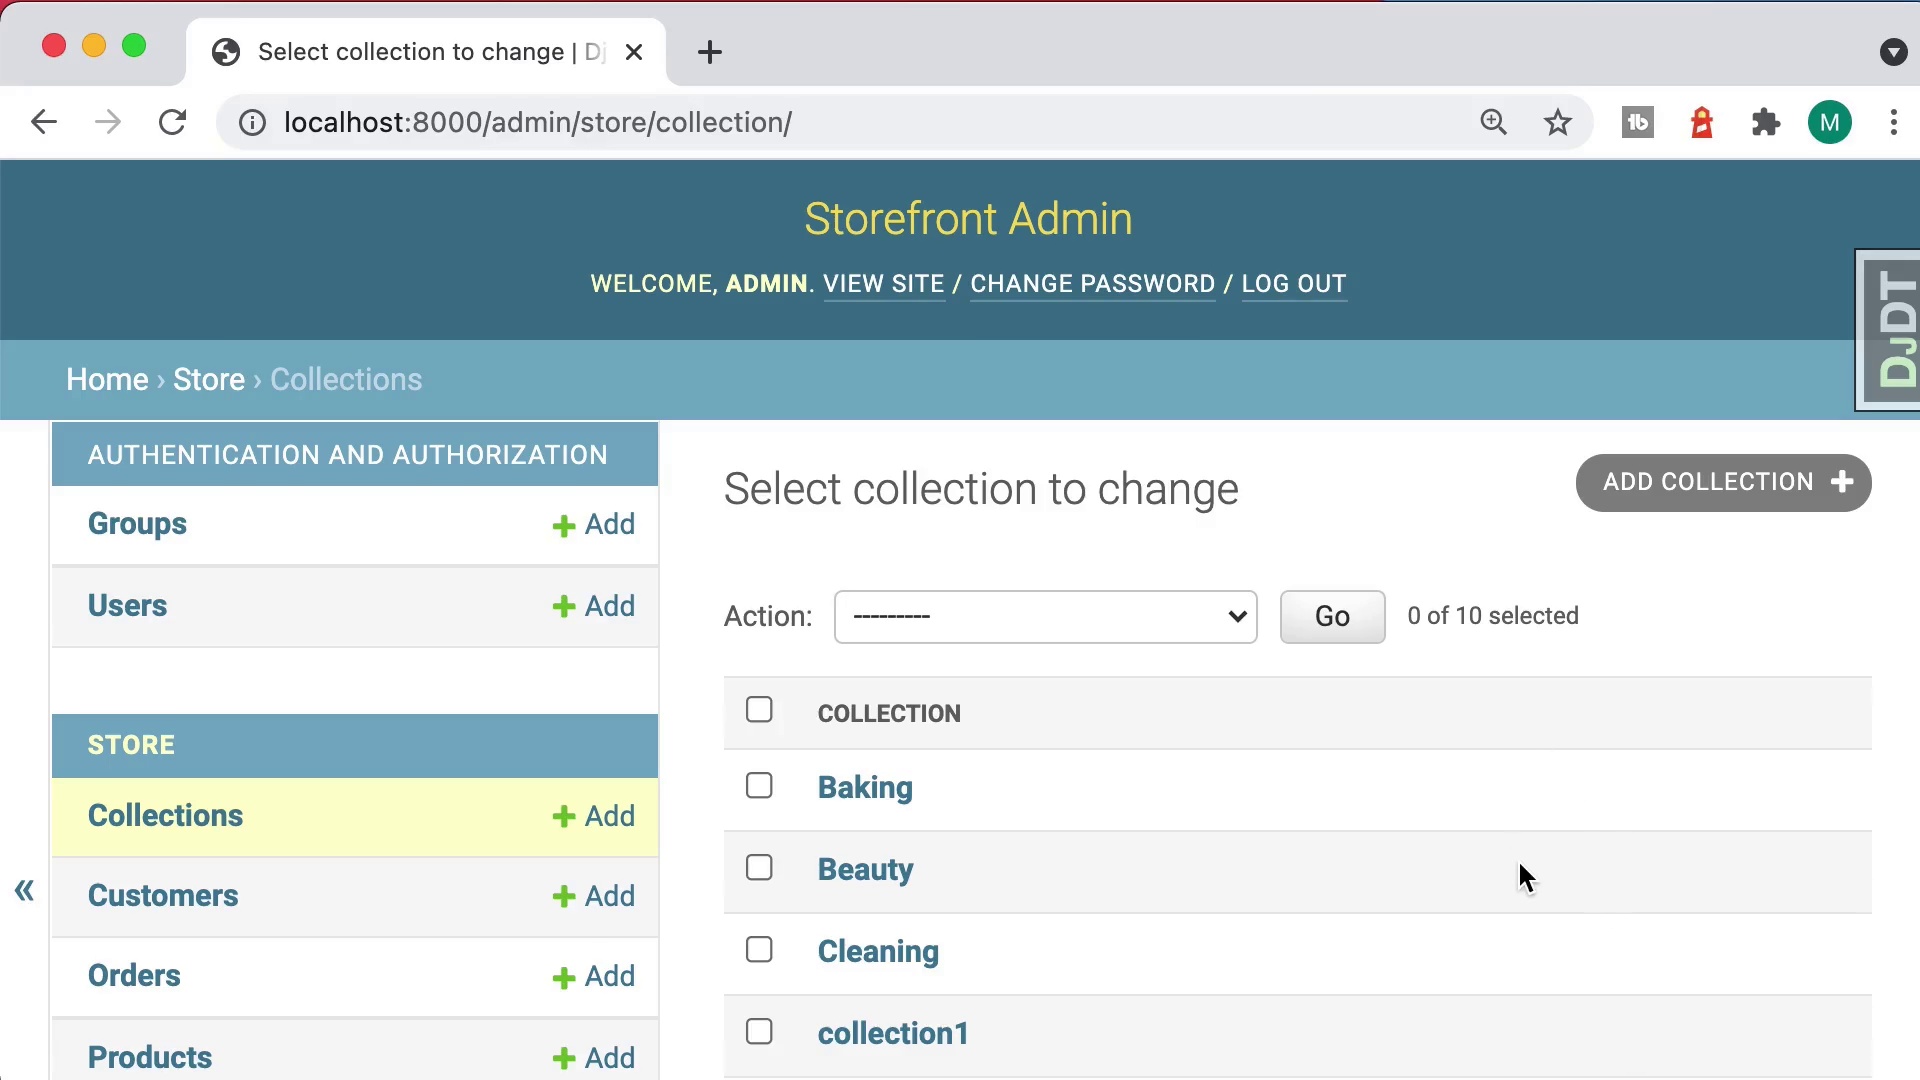 Select collection to change | Dj
localhost:8000/admin/store/collection/
M
Storefront Admin
WELCOME, ADMIN. VIEW SITE / CHANGE PASSWORD / LOG OUT
DJDT
Home › Store › Collections
AUTHENTICATION AND AUTHORIZATION
Groups + Add
Users + Add
STORE
Collections + Add
Customers + Add
Orders + Add
Products + Add
«
Select collection to change
ADD COLLECTION +
Action: --------- Go 0 of 10 selected
COLLECTION
Baking
Beauty
Cleaning
collection1